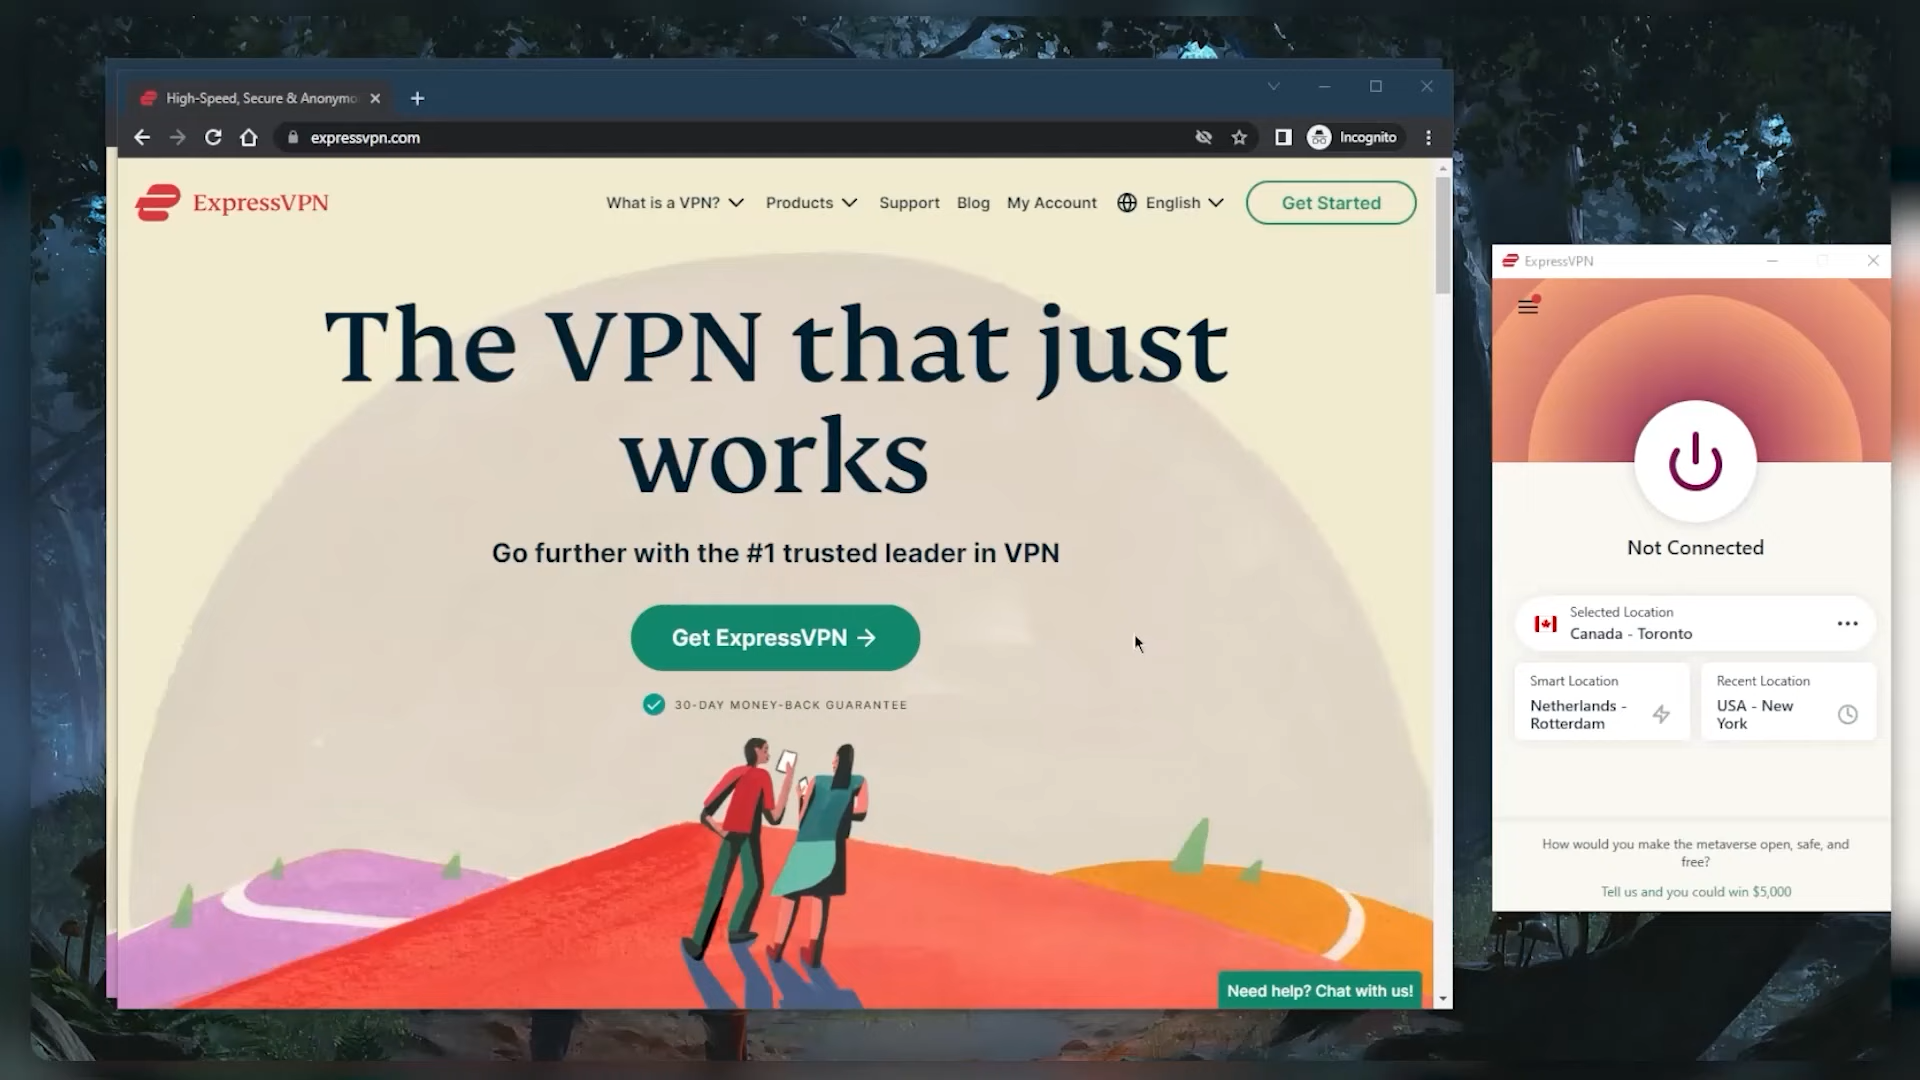 High-Speed, Secure & Anonymo
expressvpn.com
Incognito
ExpressVPN
What is a VPN?
Products
Support
Blog
My Account
English
Get Started
The VPN that just
works
Go further with the #1 trusted leader in VPN
Get ExpressVPN →
30-DAY MONEY-BACK GUARANTEE
Need help? Chat with us!
ExpressVPN
Not Connected
Selected Location
Canada - Toronto
Smart Location
Netherlands -
Rotterdam
Recent Location
USA - New
York
How would you make the metaverse open, safe, and
free?
Tell us and you could win $5,000